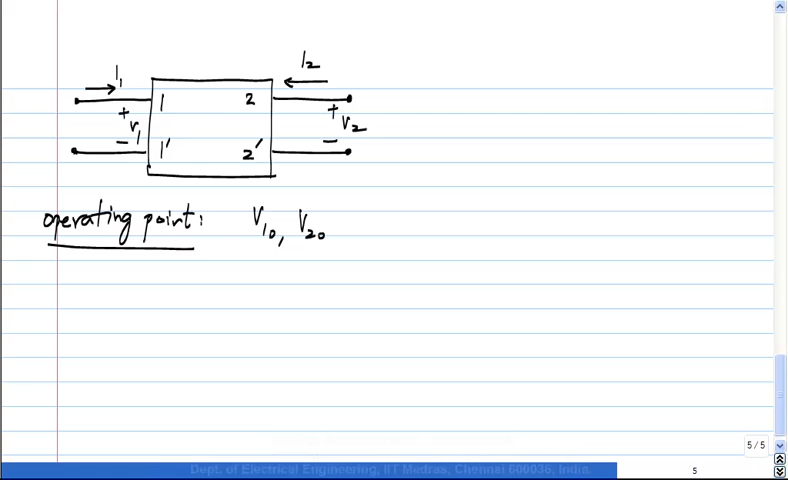 I₁ I₂
1 2
+ +
V₁ V₂
− −
1' 2'
operating point: V₁₀, V₂₀
5 / 5
Dept. of Electrical Engineering, IIT Madras, Chennai 600036, India.
5